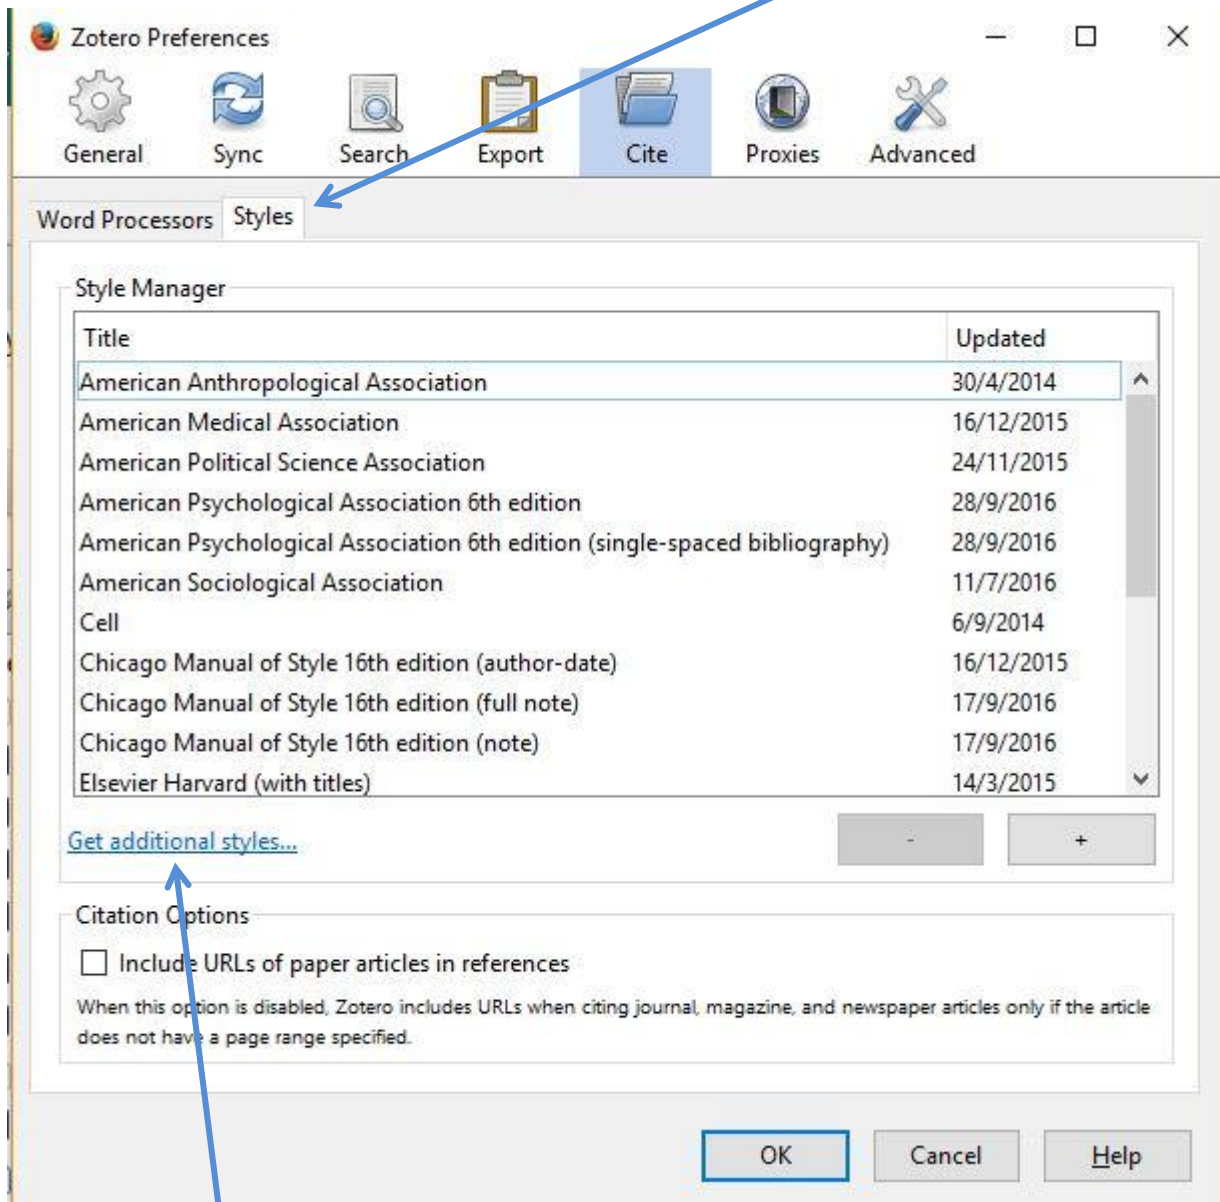 Zotero Preferences
General Sync Search Export Cite Proxies Advanced
Word Processors Styles
Style Manager
Title Updated
American Anthropological Association 30/4/2014
American Medical Association 16/12/2015
American Political Science Association 24/11/2015
American Psychological Association 6th edition 28/9/2016
American Psychological Association 6th edition (single-spaced bibliography) 28/9/2016
American Sociological Association 11/7/2016
Cell 6/9/2014
Chicago Manual of Style 16th edition (author-date) 16/12/2015
Chicago Manual of Style 16th edition (full note) 17/9/2016
Chicago Manual of Style 16th edition (note) 17/9/2016
Elsevier Harvard (with titles) 14/3/2015
Get additional styles... - +
Citation Options
Include URLs of paper articles in references
When this option is disabled, Zotero includes URLs when citing journal, magazine, and newspaper articles only if the article
does not have a page range specified.
OK Cancel Help